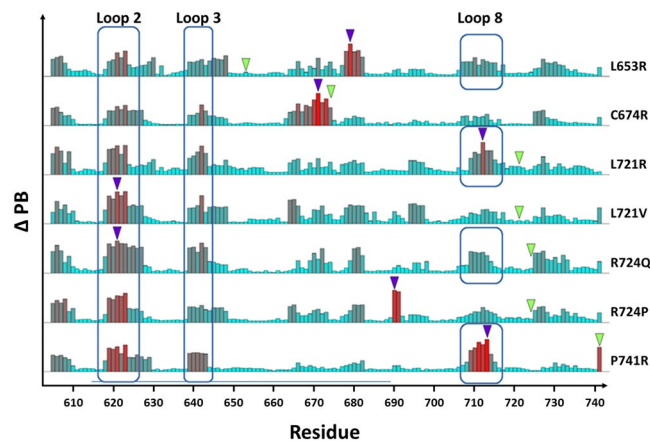 Loop 2 Loop 3 Loop 8
L653R
C674R
L721R
L721V
R724Q
R724P
P741R
Δ PB
610 620 630 640 650 660 670 680 690 700 710 720 730 740
Residue